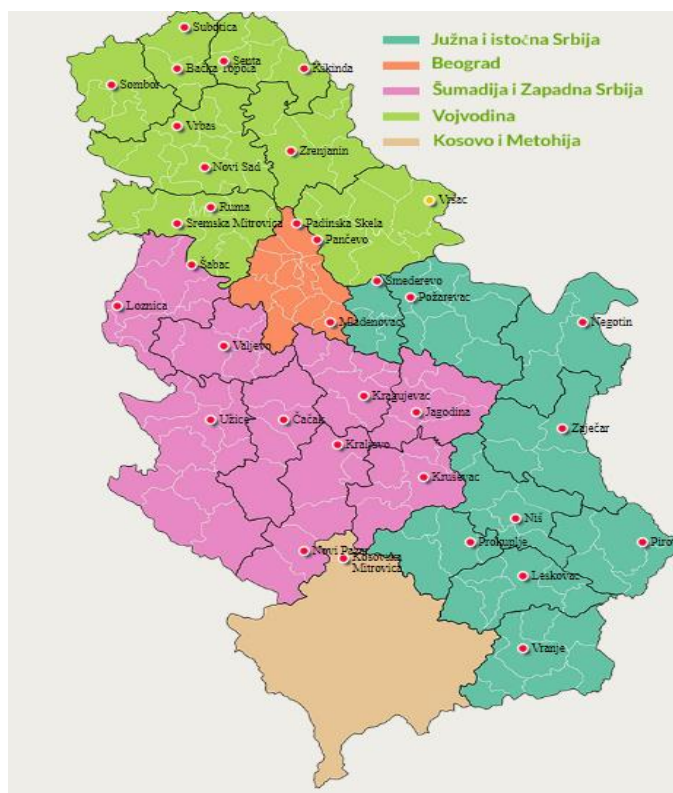 Južna i istočna Srbija
Beograd
Šumadija i Zapadna Srbija
Vojvodina
Kosovo i Metohija
Subotica
Senta
Bačka Topola
Kikinda
Sombor
Vrbas
Zrenjanin
Novi Sad
Vršac
Ruma
Sremska Mitrovica
Padinska Skela
Pančevo
Šabac
Smederevo
Požarevac
Loznica
Mladenovac
Negotin
Valjevo
Kragujevac
Jagodina
Užice
Čačak
Zaječar
Kraljevo
Kruševac
Niš
Prokuplje
Pirot
Novi Pazar
Kosovska
Mitrovica
Leskovac
Vranje